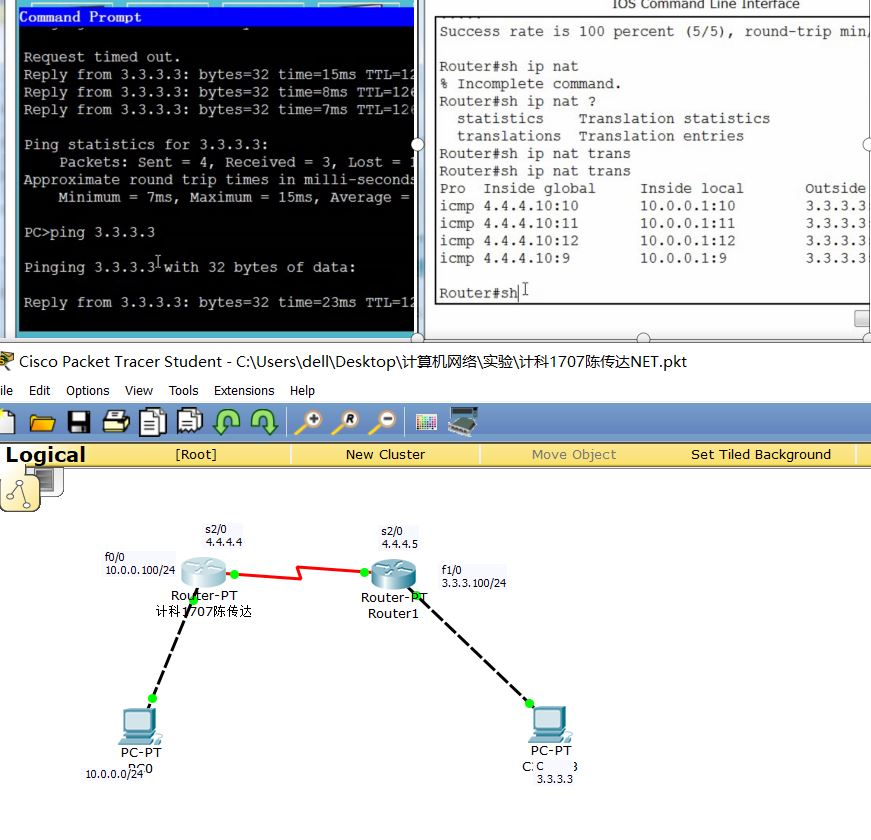 Command Prompt
Request timed out.
Reply from 3.3.3.3: bytes=32 time=15ms TTL=12
Reply from 3.3.3.3: bytes=32 time=8ms TTL=126
Reply from 3.3.3.3: bytes=32 time=7ms TTL=126
Ping statistics for 3.3.3.3:
Packets: Sent = 4, Received = 3, Lost = 1
Approximate round trip times in milli-seconds
Minimum = 7ms, Maximum = 15ms, Average =
PC>ping 3.3.3.3
Pinging 3.3.3.3 with 32 bytes of data:
Reply from 3.3.3.3: bytes=32 time=23ms TTL=12
IOS Command Line Interface
Success rate is 100 percent (5/5), round-trip min/
Router#sh ip nat
% Incomplete command.
Router#sh ip nat ?
statistics Translation statistics
translations Translation entries
Router#sh ip nat trans
Router#sh ip nat trans
Pro Inside global Inside local Outside
icmp 4.4.4.10:10 10.0.0.1:10 3.3.3.3
icmp 4.4.4.10:11 10.0.0.1:11 3.3.3.3
icmp 4.4.4.10:12 10.0.0.1:12 3.3.3.3
icmp 4.4.4.10:9 10.0.0.1:9 3.3.3.3
Router#sh
Cisco Packet Tracer Student - C:\Users\dell\Desktop\计算机网络\实验\计科1707陈传达NET.pkt
ile Edit Options View Tools Extensions Help
Logical [Root] New Cluster Move Object Set Tiled Background
s2/0
4.4.4.4
s2/0
4.4.4.5
f0/0
10.0.0.100/24
f1/0
3.3.3.100/24
Router-PT
计科1707陈传达
Router-PT
Router1
PC-PT
PC0
10.0.0.0/24
PC-PT
3.3.3.3